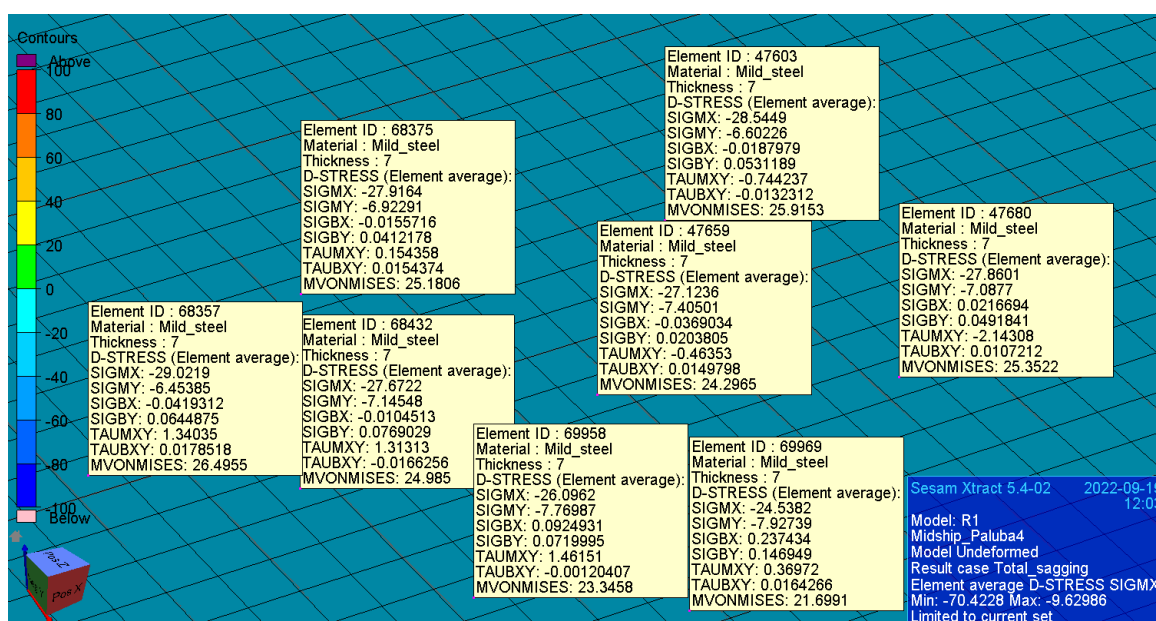 Contours
Above
100
80
60
40
20
0
-20
-40
-60
-80
-100
Below
Element ID : 47603
Material : Mild_steel
Thickness : 7
D-STRESS (Element average):
SIGMX: -28.5449
SIGMY: -6.60226
SIGBX: -0.0187979
SIGBY: 0.0531189
TAUMXY: -0.744237
TAUBXY: -0.0132312
MVONMISES: 25.9153
Element ID : 68375
Material : Mild_steel
Thickness : 7
D-STRESS (Element average):
SIGMX: -27.9164
SIGMY: -6.92291
SIGBX: -0.0155716
SIGBY: 0.0412178
TAUMXY: 0.154358
TAUBXY: 0.0154374
MVONMISES: 25.1806
Element ID : 47680
Material : Mild_steel
Thickness : 7
D-STRESS (Element average):
SIGMX: -27.8601
SIGMY: -7.0877
SIGBX: 0.0216694
SIGBY: 0.0491841
TAUMXY: -2.14308
TAUBXY: 0.0107212
MVONMISES: 25.3522
Element ID : 47659
Material : Mild_steel
Thickness : 7
D-STRESS (Element average):
SIGMX: -27.1236
SIGMY: -7.40501
SIGBX: -0.0369034
SIGBY: 0.0203805
TAUMXY: -0.46353
TAUBXY: 0.0149798
MVONMISES: 24.2965
Element ID : 68357
Material : Mild_steel
Thickness : 7
D-STRESS (Element average):
SIGMX: -29.0219
SIGMY: -6.45385
SIGBX: -0.0419312
SIGBY: 0.0644875
TAUMXY: 1.34035
TAUBXY: 0.0178518
MVONMISES: 26.4955
Element ID : 68432
Material : Mild_steel
Thickness : 7
D-STRESS (Element average):
SIGMX: -27.6722
SIGMY: -7.14548
SIGBX: -0.0104513
SIGBY: 0.0769029
TAUMXY: 1.31313
TAUBXY: -0.0166256
MVONMISES: 24.985
Element ID : 69958
Material : Mild_steel
Thickness : 7
D-STRESS (Element average):
SIGMX: -26.0962
SIGMY: -7.76987
SIGBX: 0.0924931
SIGBY: 0.0719995
TAUMXY: 1.46151
TAUBXY: -0.00120407
MVONMISES: 23.3458
Element ID : 69969
Material : Mild_steel
Thickness : 7
D-STRESS (Element average):
SIGMX: -24.5382
SIGMY: -7.92739
SIGBX: 0.237434
SIGBY: 0.146949
TAUMXY: 0.36972
TAUBXY: 0.0164266
MVONMISES: 21.6991
Sesam Xtract 5.4-02 2022-09-19
12:03
Model: R1
Midship_Paluba4
Model Undeformed
Result case Total_sagging
Element average D-STRESS SIGMX
Min: -70.4228 Max: -9.62986
Limited to current set
Pos Z
Pos X